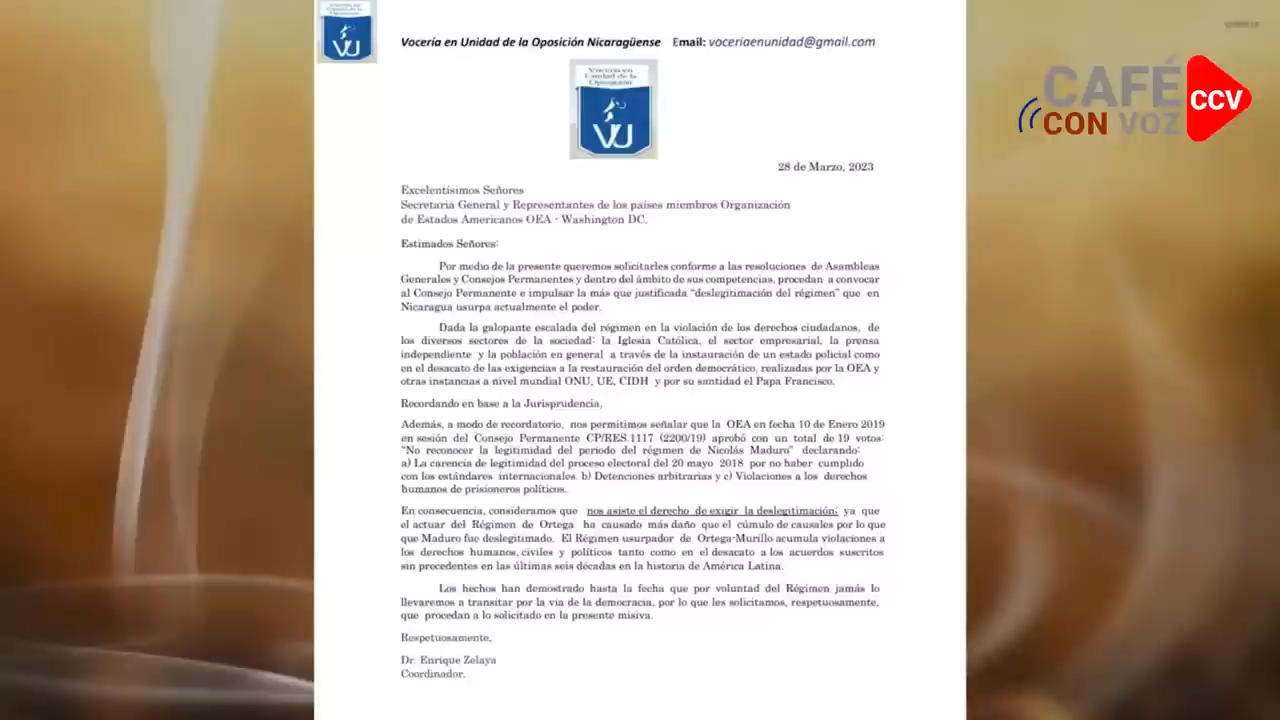 Vocería en
Unidad de la
Oposición
VU
Vocería en Unidad de la Oposición Nicaragüense Email: voceriaenunidad@gmail.com
CAFÉ
CON VOZ
CCV
Vocería en
Unidad de la
Oposición
VU
28 de Marzo, 2023
Excelentísimos Señores
Secretaria General y Representantes de los países miembros Organización
de Estados Americanos OEA - Washington DC.
Estimados Señores:
Por medio de la presente queremos solicitarles conforme a las resoluciones de Asambleas
Generales y Consejos Permanentes y dentro del ámbito de sus competencias, procedan a convocar
al Consejo Permanente e impulsar la más que justificada "deslegitimación del régimen" que en
Nicaragua usurpa actualmente el poder.
Dada la galopante escalada del régimen en la violación de los derechos ciudadanos, de
los diversos sectores de la sociedad: la Iglesia Católica, el sector empresarial, la prensa
independiente y la población en general a través de la instauración de un estado policial como
en el desacato de las exigencias a la restauración del orden democrático, realizadas por la OEA y
otras instancias a nivel mundial ONU, UE, CIDH y por su santidad el Papa Francisco.
Recordando en base a la Jurisprudencia,
Además, a modo de recordatorio, nos permitimos señalar que la OEA en fecha 10 de Enero 2019
en sesión del Consejo Permanente CP/RES.1117 (2200/19) aprobó con un total de 19 votos:
"No reconocer la legitimidad del periodo del régimen de Nicolás Maduro" declarando:
a) La carencia de legitimidad del proceso electoral del 20 mayo 2018 por no haber cumplido
con los estándares internacionales. b) Detenciones arbitrarias y c) Violaciones a los derechos
humanos de prisioneros políticos.
En consecuencia, consideramos que nos asiste el derecho de exigir la deslegitimación; ya que
el actuar del Régimen de Ortega ha causado más daño que el cúmulo de causales por lo que
que Maduro fue deslegitimado. El Régimen usurpador de Ortega-Murillo acumula violaciones a
los derechos humanos, civiles y políticos tanto como en el desacato a los acuerdos suscritos
sin precedentes en las últimas seis décadas en la historia de América Latina.
Los hechos han demostrado hasta la fecha que por voluntad del Régimen jamás lo
llevaremos a transitar por la via de la democracia, por lo que les solicitamos, respetuosamente,
que procedan a lo solicitado en la presente misiva.
Respetuosamente,
Dr. Enrique Zelaya
Coordinador.